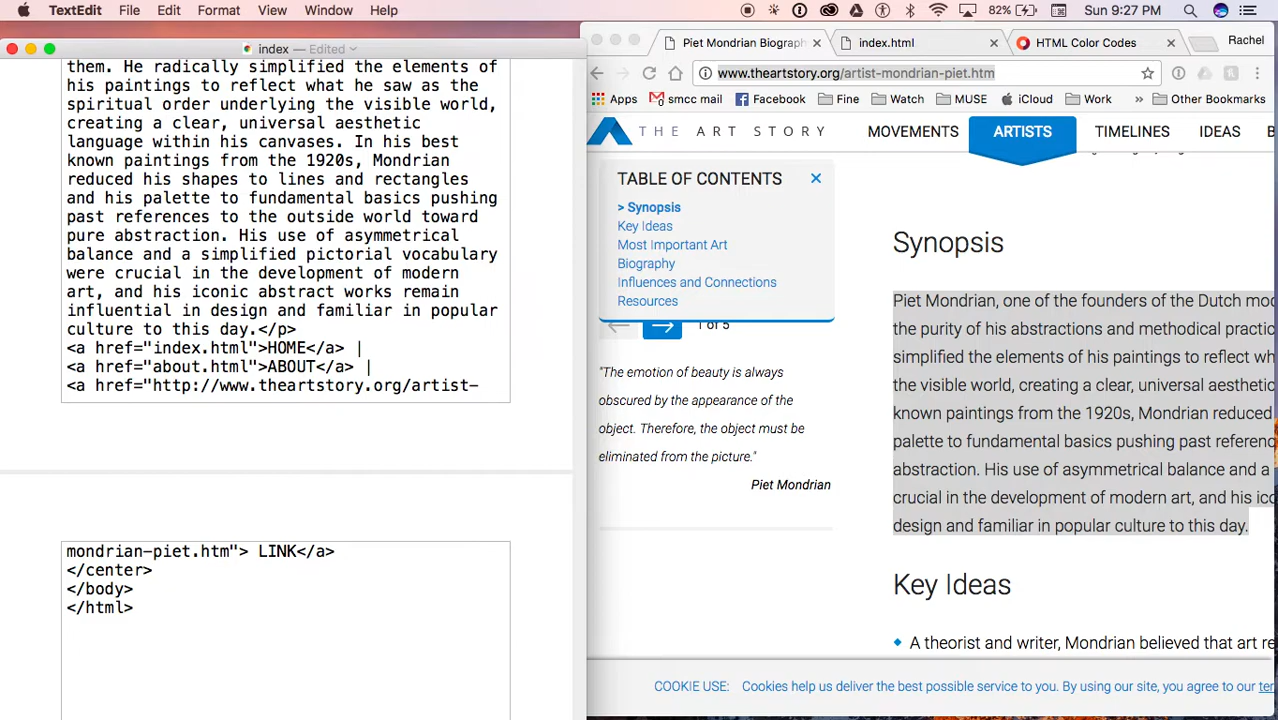 TextEdit File Edit Format View Window Help 82% Sun 9:27 PM
index — Edited
them. He radically simplified the elements of
his paintings to reflect what he saw as the
spiritual order underlying the visible world,
creating a clear, universal aesthetic
language within his canvases. In his best
known paintings from the 1920s, Mondrian
reduced his shapes to lines and rectangles
and his palette to fundamental basics pushing
past references to the outside world toward
pure abstraction. His use of asymmetrical
balance and a simplified pictorial vocabulary
were crucial in the development of modern
art, and his iconic abstract works remain
influential in design and familiar in popular
culture to this day.</p>
<a href="index.html">HOME</a> |
<a href="about.html">ABOUT</a> |
<a href="http://www.theartstory.org/artist-
mondrian-piet.htm"> LINK</a>
</center>
</body>
</html>
Piet Mondrian Biograph index.html HTML Color Codes Rachel
www.theartstory.org/artist-mondrian-piet.htm
Apps smcc mail Facebook Fine Watch MUSE iCloud Work » Other Bookmarks
THE ART STORY MOVEMENTS ARTISTS TIMELINES IDEAS B
TABLE OF CONTENTS
> Synopsis
Key Ideas
Most Important Art
Biography
Influences and Connections
Resources
1 of 5
"The emotion of beauty is always
obscured by the appearance of the
object. Therefore, the object must be
eliminated from the picture."
Piet Mondrian
Synopsis
Piet Mondrian, one of the founders of the Dutch mod
the purity of his abstractions and methodical practic
simplified the elements of his paintings to reflect wh
the visible world, creating a clear, universal aesthetic
known paintings from the 1920s, Mondrian reduced
palette to fundamental basics pushing past referenc
abstraction. His use of asymmetrical balance and a
crucial in the development of modern art, and his ico
design and familiar in popular culture to this day.
Key Ideas
A theorist and writer, Mondrian believed that art re
COOKIE USE: Cookies help us deliver the best possible service to you. By using our site, you agree to our ter